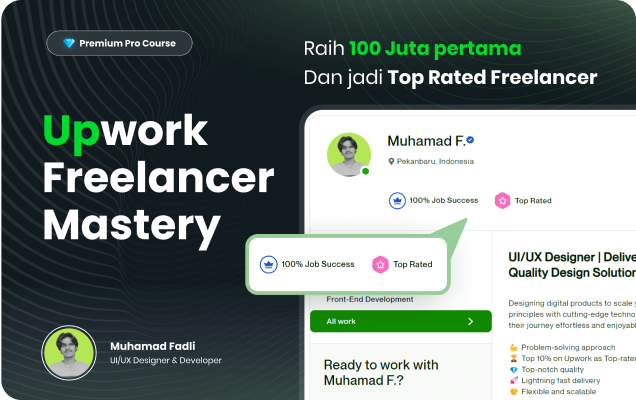 Premium Pro Course
Upwork
Freelancer
Mastery
Muhamad Fadli
UI/UX Designer & Developer
Raih 100 Juta pertama
Dan jadi Top Rated Freelancer
Muhamad F.
Pekanbaru, Indonesia
100% Job Success
Top Rated
100% Job Success
Top Rated
Front-End Development
All work
Ready to work with
Muhamad F.?
UI/UX Designer | Delive
Quality Design Solution
Designing digital products to scale y
principles with cutting-edge techno
their journey effortless and enjoyabl
Problem-solving approach
Top 10% on Upwork as Top-rate
Top-notch quality
Lightning fast delivery
Flexible and scalable